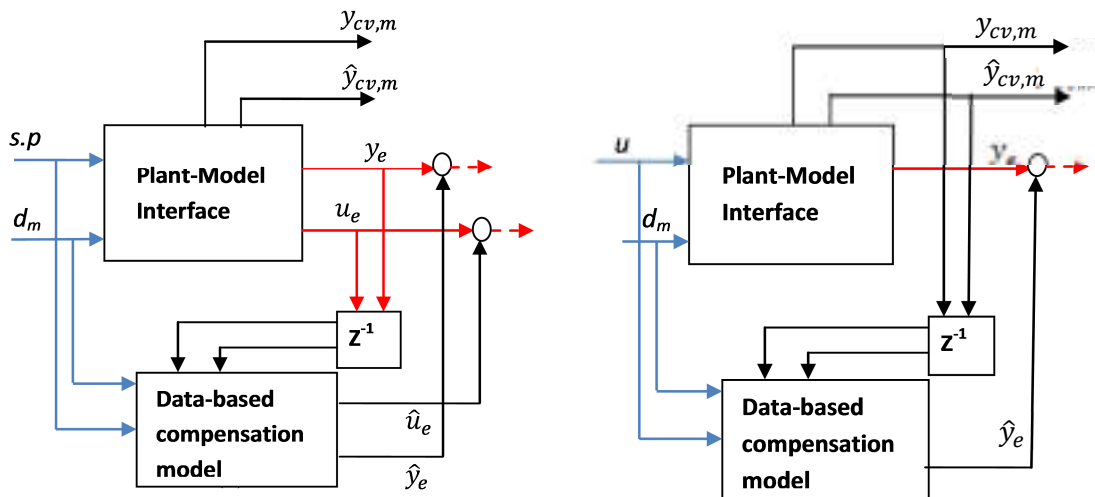 y_{cv,m}
ŷ_{cv,m}
s.p
d_m
Plant-Model
Interface
y_e
u_e
Z^{-1}
Data-based
compensation
model
û_e
ŷ_e
y_{cv,m}
ŷ_{cv,m}
u
d_m
Plant-Model
Interface
y_e
Z^{-1}
Data-based
compensation
model
ŷ_e